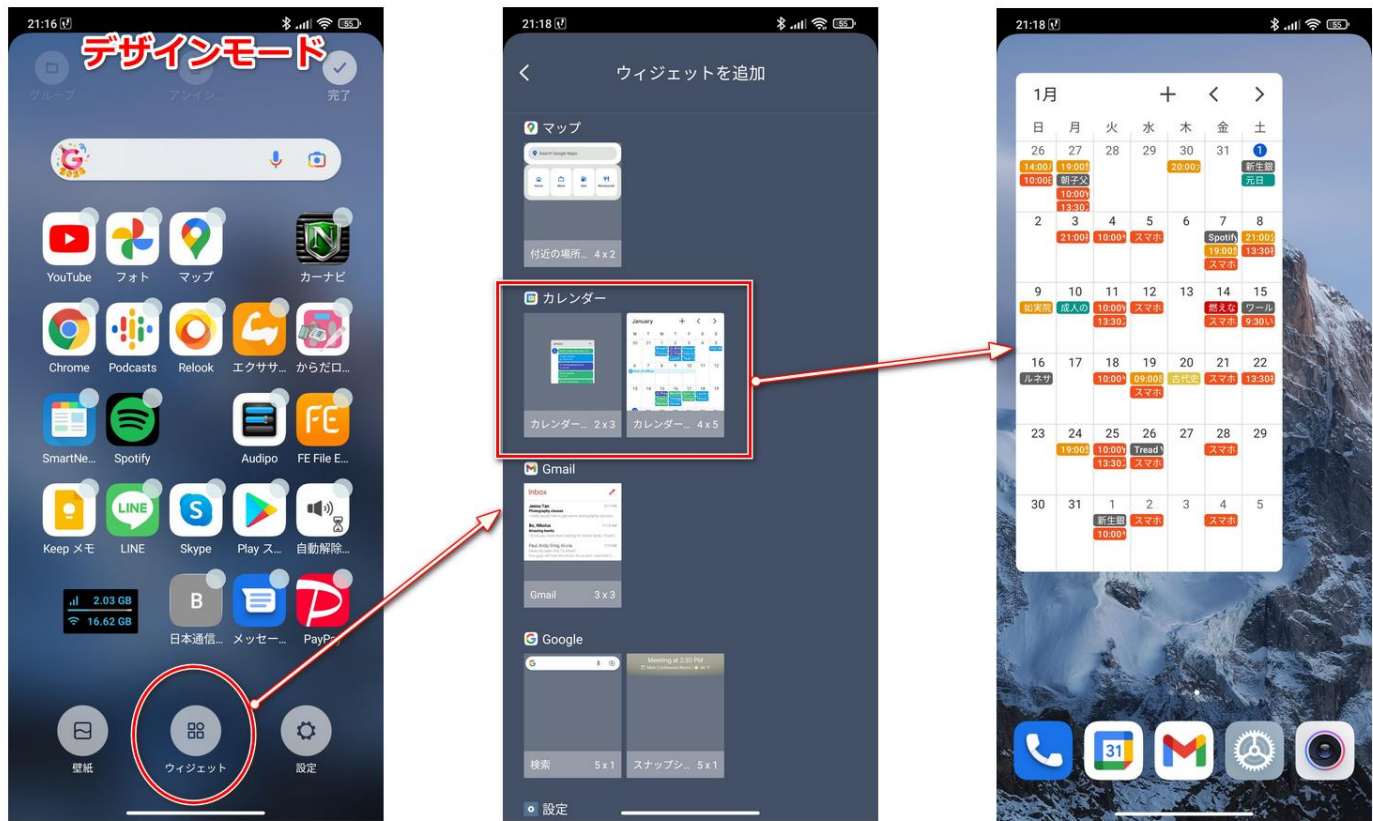 21:16
55
デザインモード
グループ
アンイン...
完了
2022
YouTube
フォト
マップ
カーナビ
Chrome
Podcasts
Relook
エクササ...
からだロ...
SmartNe...
Spotify
Audipo
FE File E...
Keep メモ
LINE
Skype
Play ス...
自動解除...
2.03 GB
16.62 GB
日本通信...
メッセー...
PayPay
壁紙
ウィジェット
設定
21:18
55
ウィジェットを追加
マップ
Search Google Maps
付近の場所... 4 x 2
カレンダー
January
カレンダー... 2 x 3
カレンダー... 4 x 5
Gmail
Inbox
Gmail 3 x 3
Google
Meeting at 2:30 PM
検索 5 x 1
スナップシ... 5 x 1
設定
21:18
55
1月
日 月 火 水 木 金 土
26 27 28 29 30 31 1
14:00 19:00 20:00 新生銀
10:00 朝子父 元日
10:00
13:30
2 3 4 5 6 7 8
21:00 10:00 スマホ Spotify 21:00
19:00 13:30
スマホ
9 10 11 12 13 14 15
如実院 成人の 10:00 スマホ 燃えな ワール
13:30 スマホ 9:30
16 17 18 19 20 21 22
ルネサ 10:00 09:00 古代史 スマホ 13:30
スマホ
23 24 25 26 27 28 29
19:00 10:00 Tread スマホ
13:30 スマホ
30 31 1 2 3 4 5
新生銀 スマホ スマホ
10:00
31